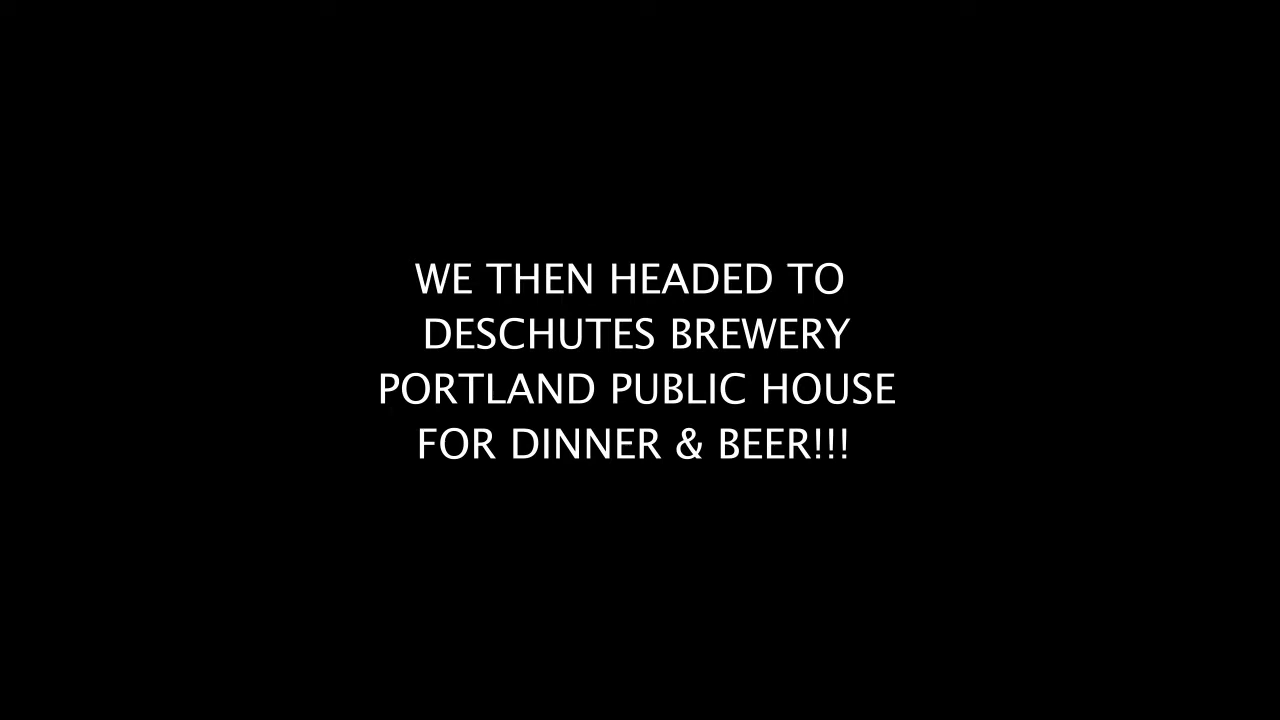 WE THEN HEADED TO
DESCHUTES BREWERY
PORTLAND PUBLIC HOUSE
FOR DINNER & BEER!!!